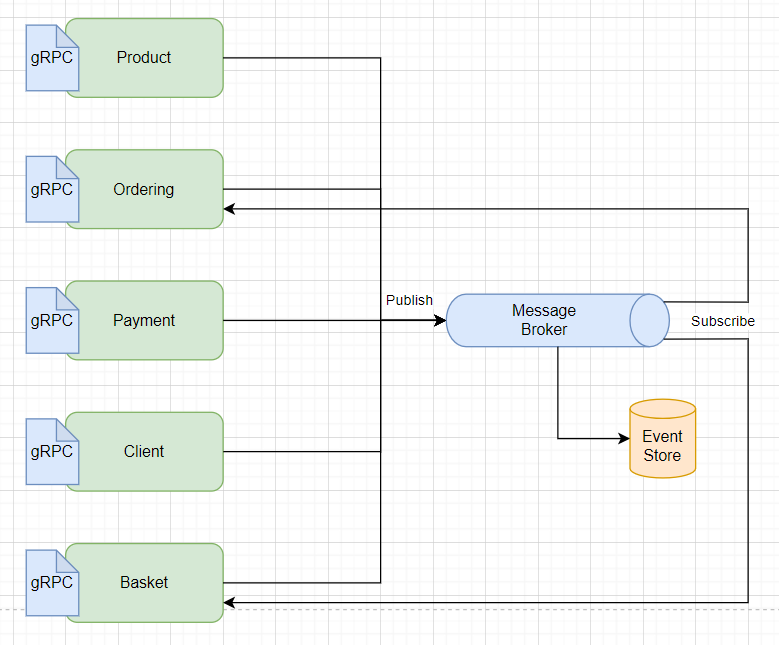 gRPC
Product
gRPC
Ordering
gRPC
Payment
Publish
Message
Broker
Subscribe
gRPC
Client
Event
Store
gRPC
Basket